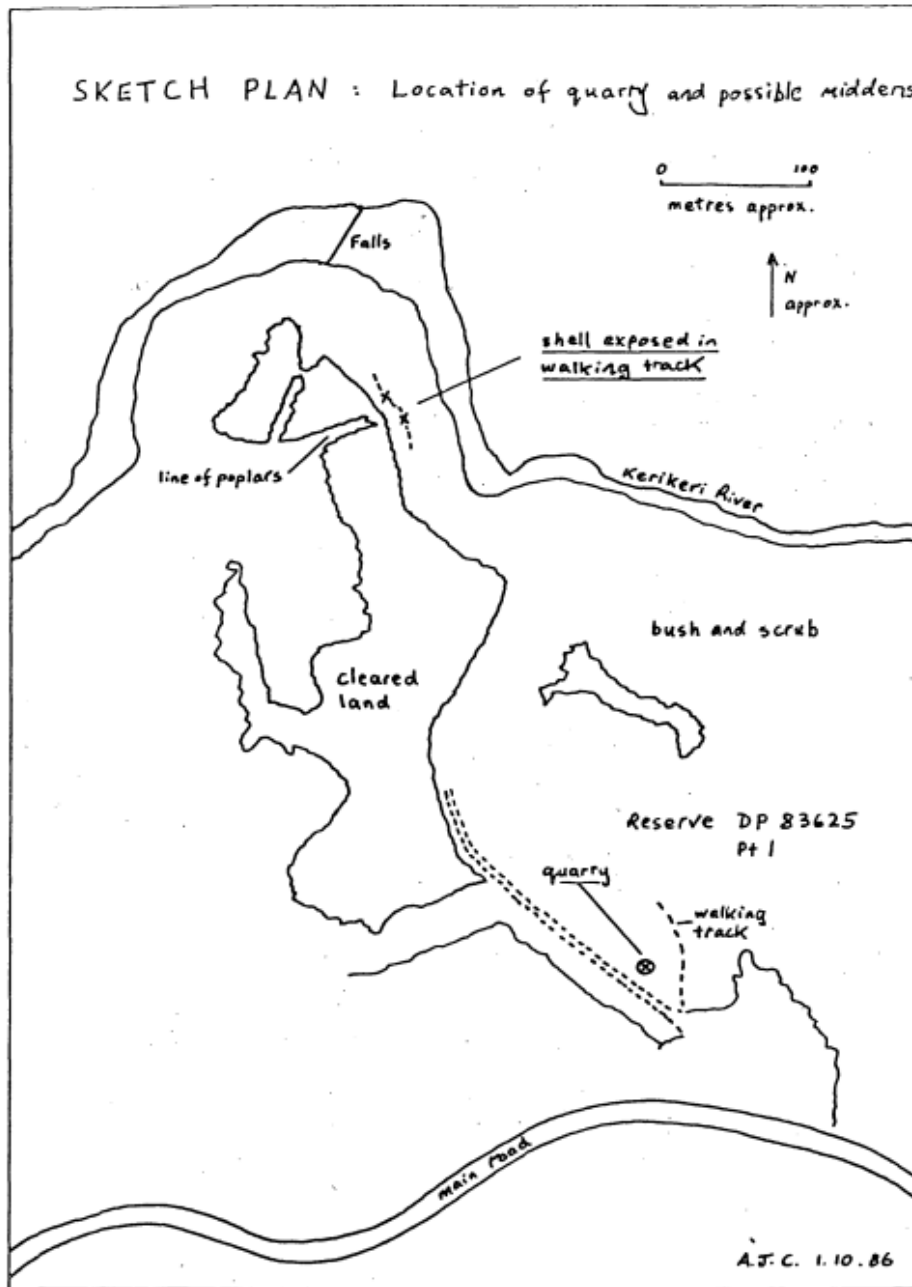 SKETCH PLAN : Location of quarry and possible middens
0 100
metres approx.
Falls
N
approx.
shell exposed in
walking track
line of poplars
Kerikeri River
bush and scrub
cleared
land
Reserve DP 83625
Pt 1
quarry
walking
track
main road
A.J.C. 1.10.86